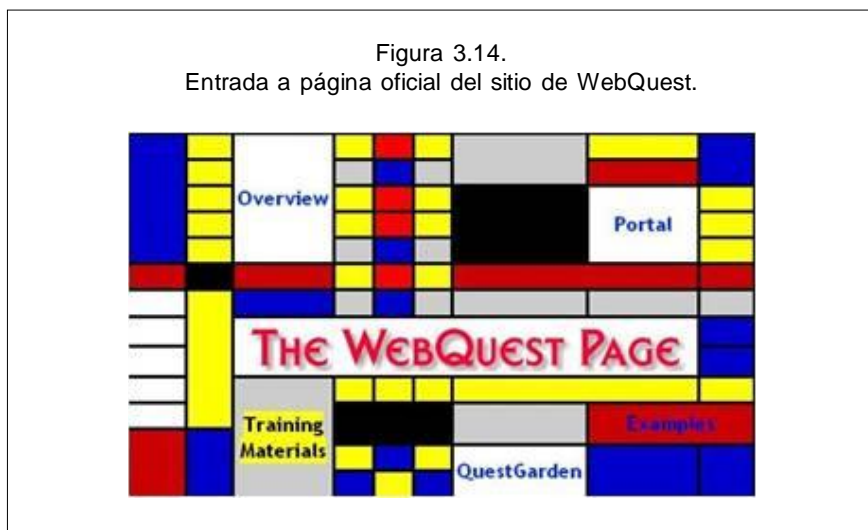 Figura 3.14.
Entrada a página oficial del sitio de WebQuest.
Overview
Portal
THE WEBQUEST PAGE
Training
Materials
Examples
QuestGarden